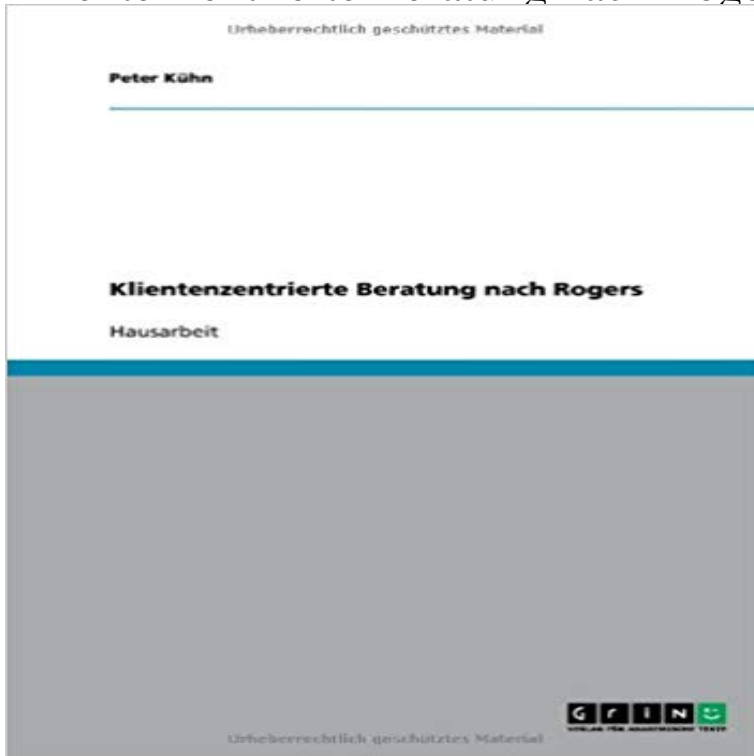 Urheberrechtlich geschütztes Material
Peter Kühn
Klientenzentrierte Beratung nach Rogers
Hausarbeit
GRIN
Urheberrechtlich geschütztes Material